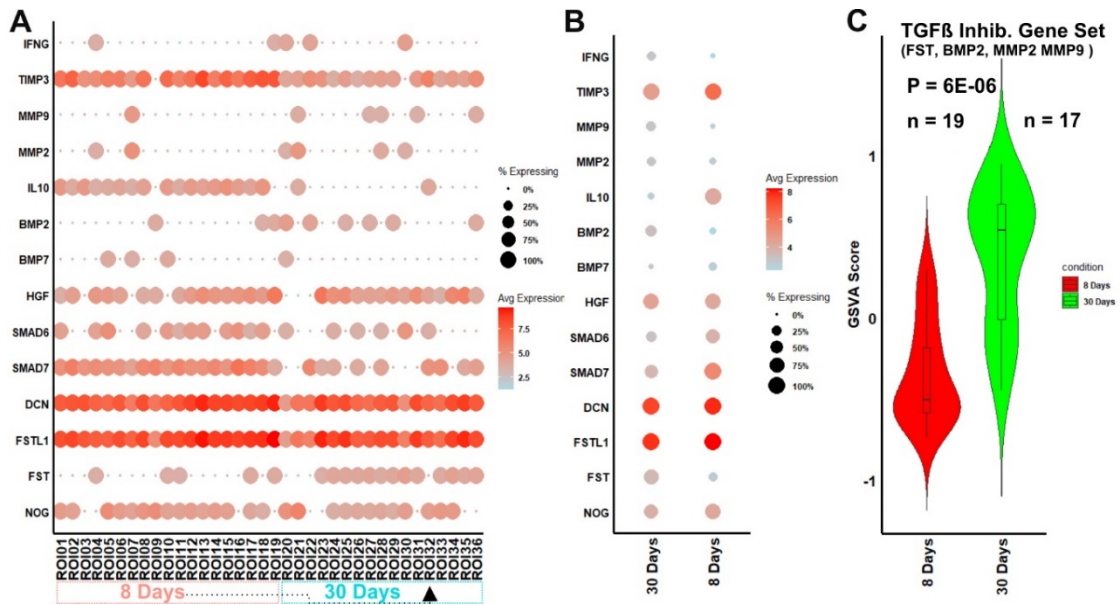 A
IFNG
TIMP3
MMP9
MMP2
IL10
BMP2
BMP7
HGF
SMAD6
SMAD7
DCN
FSTL1
FST
NOG
ROI01
ROI02
ROI03
ROI04
ROI05
ROI06
ROI07
ROI08
ROI09
ROI10
ROI11
ROI12
ROI13
ROI14
ROI15
ROI16
ROI17
ROI18
ROI19
ROI20
ROI21
ROI22
ROI23
ROI24
ROI25
ROI26
ROI27
ROI28
ROI29
ROI30
ROI31
ROI32
ROI33
ROI34
ROI35
ROI36
8 Days
30 Days
% Expressing
0%
25%
50%
75%
100%
Avg Expression
7.5
5.0
2.5
B
IFNG
TIMP3
MMP9
MMP2
IL10
BMP2
BMP7
HGF
SMAD6
SMAD7
DCN
FSTL1
FST
NOG
30 Days
8 Days
Avg Expression
8
6
4
% Expressing
0%
25%
50%
75%
100%
C
TGFß Inhib. Gene Set
(FST, BMP2, MMP2 MMP9 )
P = 6E-06
n = 19
n = 17
GSVA Score
1
0
-1
8 Days
30 Days
condition
8 Days
30 Days